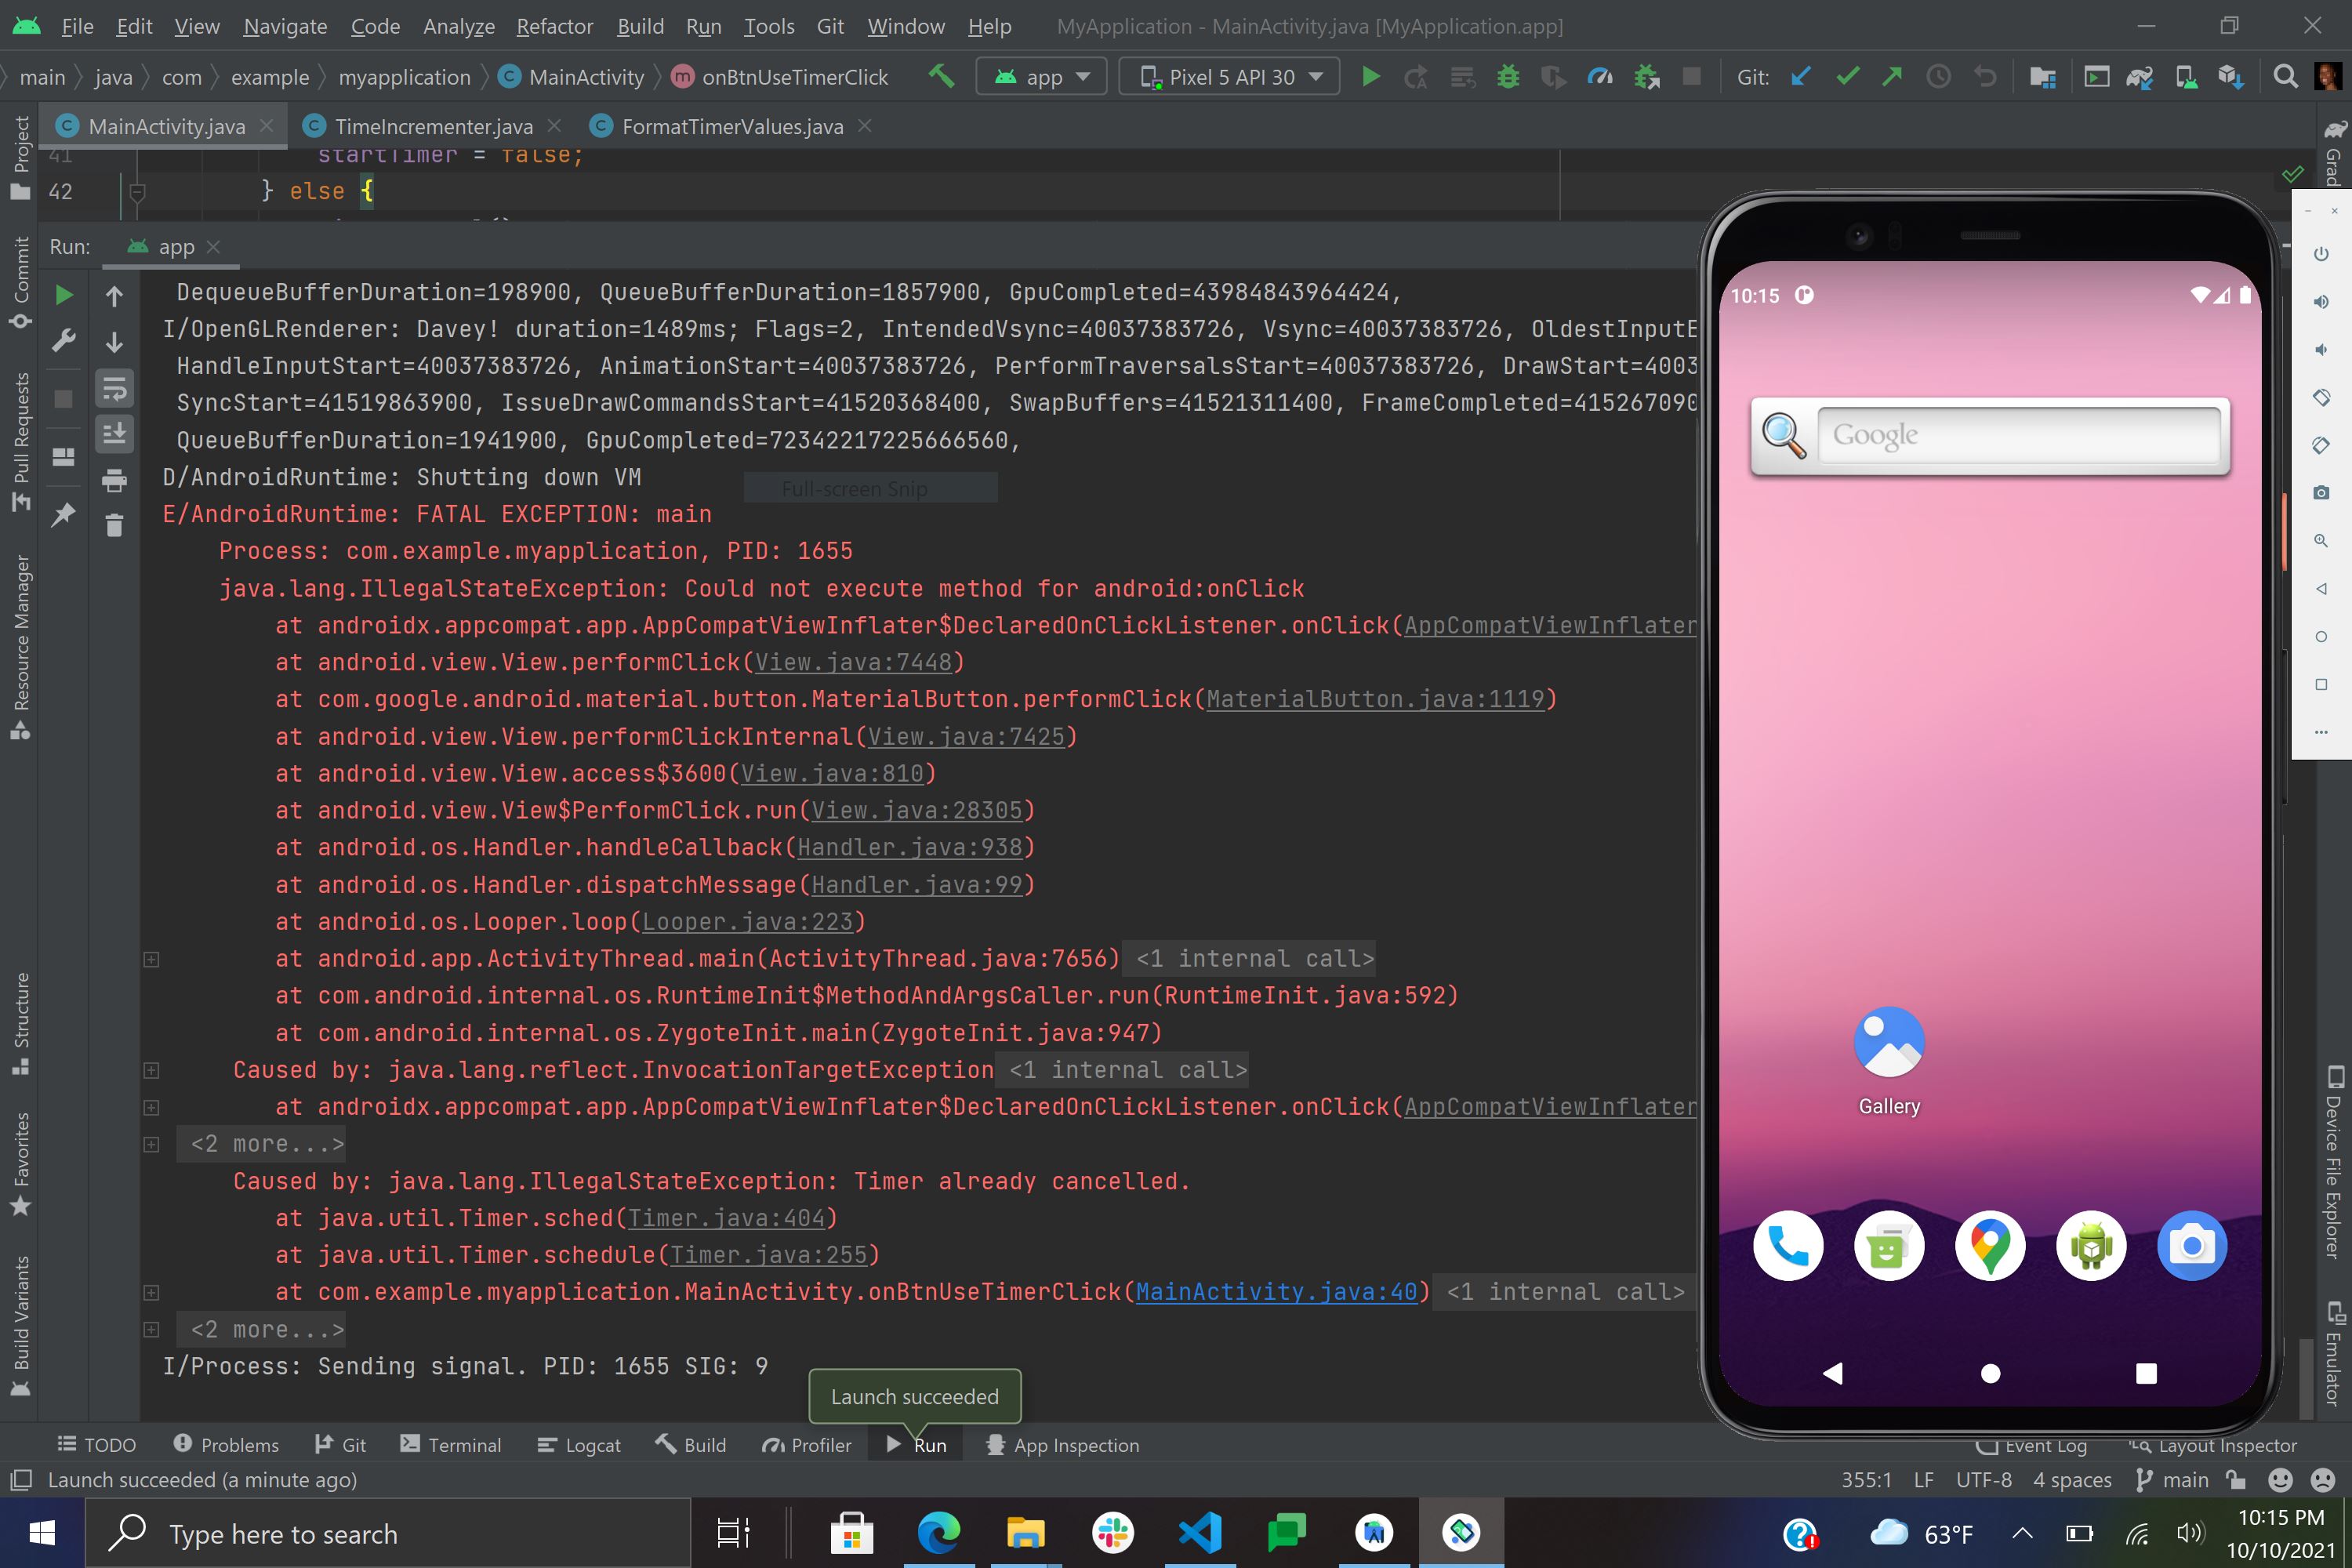 File Edit View Navigate Code Analyze Refactor Build Run Tools Git Window Help MyApplication - MainActivity.java [MyApplication.app]
main java com example myapplication MainActivity onBtnUseTimerClick app Pixel 5 API 30 Git:
MainActivity.java TimeIncrementer.java FormatTimerValues.java
41 startTimer = false;
42 } else {
Run: app
DequeueBufferDuration=198900, QueueBufferDuration=1857900, GpuCompleted=43984843964424,
I/OpenGLRenderer: Davey! duration=1489ms; Flags=2, IntendedVsync=40037383726, Vsync=40037383726, OldestInputE
HandleInputStart=40037383726, AnimationStart=40037383726, PerformTraversalsStart=40037383726, DrawStart=4003
SyncStart=41519863900, IssueDrawCommandsStart=41520368400, SwapBuffers=41521311400, FrameCompleted=415267090
QueueBufferDuration=1941900, GpuCompleted=723422172256665​60,
D/AndroidRuntime: Shutting down VM
Full-screen Snip
E/AndroidRuntime: FATAL EXCEPTION: main
Process: com.example.myapplication, PID: 1655
java.lang.IllegalStateException: Could not execute method for android:onClick
at androidx.appcompat.app.AppCompatViewInflater$DeclaredOnClickListener.onClick(AppCompatViewInflater
at android.view.View.performClick(View.java:7448)
at com.google.android.material.button.MaterialButton.performClick(MaterialButton.java:1119)
at android.view.View.performClickInternal(View.java:7425)
at android.view.View.access$3600(View.java:810)
at android.view.View$PerformClick.run(View.java:28305)
at android.os.Handler.handleCallback(Handler.java:938)
at android.os.Handler.dispatchMessage(Handler.java:99)
at android.os.Looper.loop(Looper.java:223)
at android.app.ActivityThread.main(ActivityThread.java:7656) <1 internal call>
at com.android.internal.os.RuntimeInit$MethodAndArgsCaller.run(RuntimeInit.java:592)
at com.android.internal.os.ZygoteInit.main(ZygoteInit.java:947)
Caused by: java.lang.reflect.InvocationTargetException <1 internal call>
at androidx.appcompat.app.AppCompatViewInflater$DeclaredOnClickListener.onClick(AppCompatViewInflater
<2 more...>
Caused by: java.lang.IllegalStateException: Timer already cancelled.
at java.util.Timer.sched(Timer.java:404)
at java.util.Timer.schedule(Timer.java:255)
at com.example.myapplication.MainActivity.onBtnUseTimerClick(MainActivity.java:40) <1 internal call>
<2 more...>
I/Process: Sending signal. PID: 1655 SIG: 9
Launch succeeded
Project
Commit
Pull Requests
Resource Manager
Structure
Favorites
Build Variants
10:15
Google
Gallery
Grad
Device File Explorer
Emulator
TODO Problems Git Terminal Logcat Build Profiler Run App Inspection Event Log Layout Inspector
Launch succeeded (a minute ago) 355:1 LF UTF-8 4 spaces main
Type here to search 63°F 10:15 PM
10/10/2021